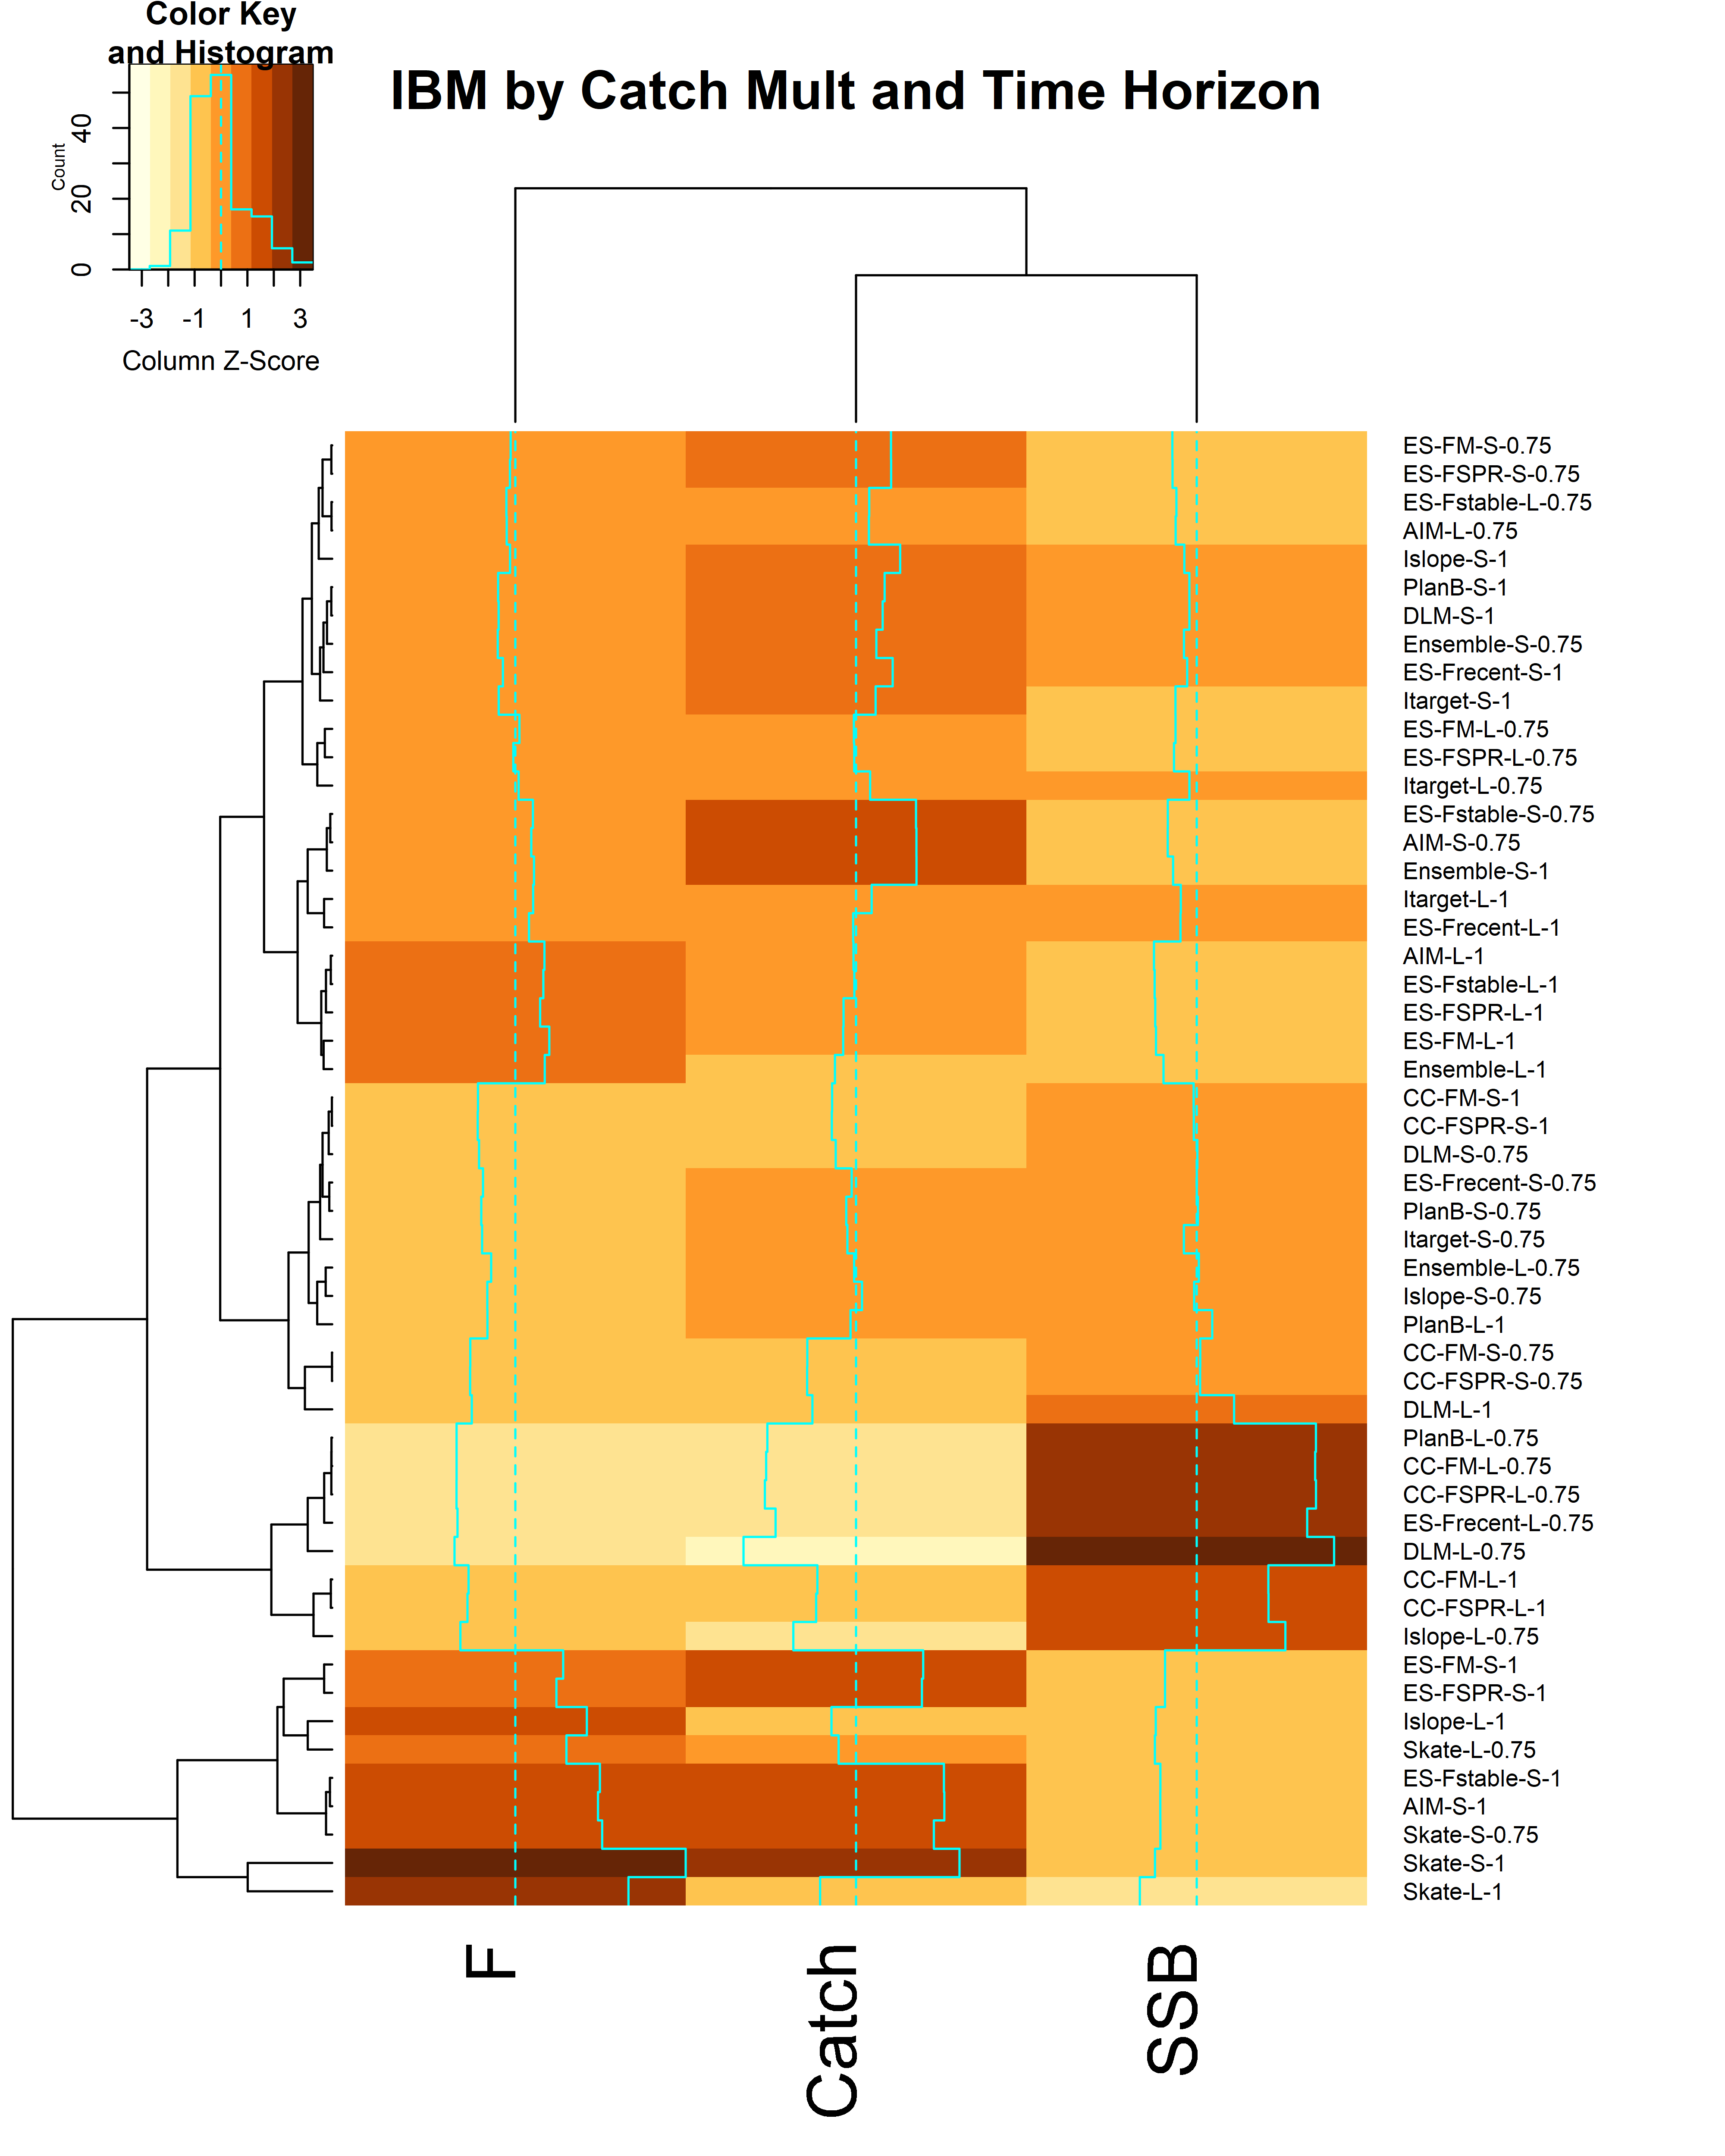 Color Key
and Histogram
IBM by Catch Mult and Time Horizon
Count
0
20
40
-3
-1
1
3
Column Z-Score
ES-FM-S-0.75
ES-FSPR-S-0.75
ES-Fstable-L-0.75
AIM-L-0.75
Islope-S-1
PlanB-S-1
DLM-S-1
Ensemble-S-0.75
ES-Frecent-S-1
Itarget-S-1
ES-FM-L-0.75
ES-FSPR-L-0.75
Itarget-L-0.75
ES-Fstable-S-0.75
AIM-S-0.75
Ensemble-S-1
Itarget-L-1
ES-Frecent-L-1
AIM-L-1
ES-Fstable-L-1
ES-FSPR-L-1
ES-FM-L-1
Ensemble-L-1
CC-FM-S-1
CC-FSPR-S-1
DLM-S-0.75
ES-Frecent-S-0.75
PlanB-S-0.75
Itarget-S-0.75
Ensemble-L-0.75
Islope-S-0.75
PlanB-L-1
CC-FM-S-0.75
CC-FSPR-S-0.75
DLM-L-1
PlanB-L-0.75
CC-FM-L-0.75
CC-FSPR-L-0.75
ES-Frecent-L-0.75
DLM-L-0.75
CC-FM-L-1
CC-FSPR-L-1
Islope-L-0.75
ES-FM-S-1
ES-FSPR-S-1
Islope-L-1
Skate-L-0.75
ES-Fstable-S-1
AIM-S-1
Skate-S-0.75
Skate-S-1
Skate-L-1
F
Catch
SSB